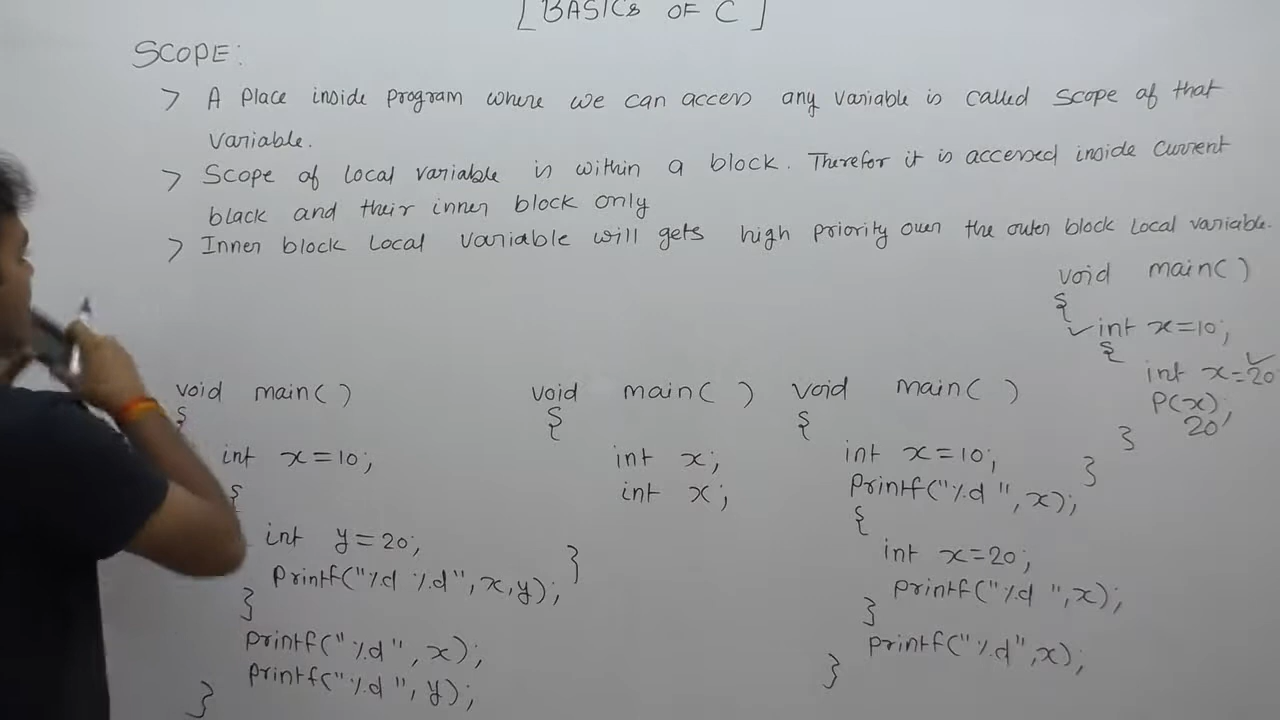 [ BASICS OF C ]
SCOPE:
> A Place inside program where we can access any variable is called scope of that
variable.
> Scope of local variable is within a block. Therefor it is accessed inside current
black and their inner block only
> Inner block Local variable will gets high priority over the outer block Local variable.
void main( )
{
int x=10;
{
int x=20
P(x);
20
}
}
void main( )
{
int x=10;
{
int y=20;
Printf("%d %d", x,y);
}
Printf("%d", x);
Printf("%d", y);
}
void main( )
{
int x;
int x;
}
void main( )
{
int x=10;
Printf("%d ", x);
{
int x=20;
Printf("%d ",x);
}
Printf("%d",x);
}